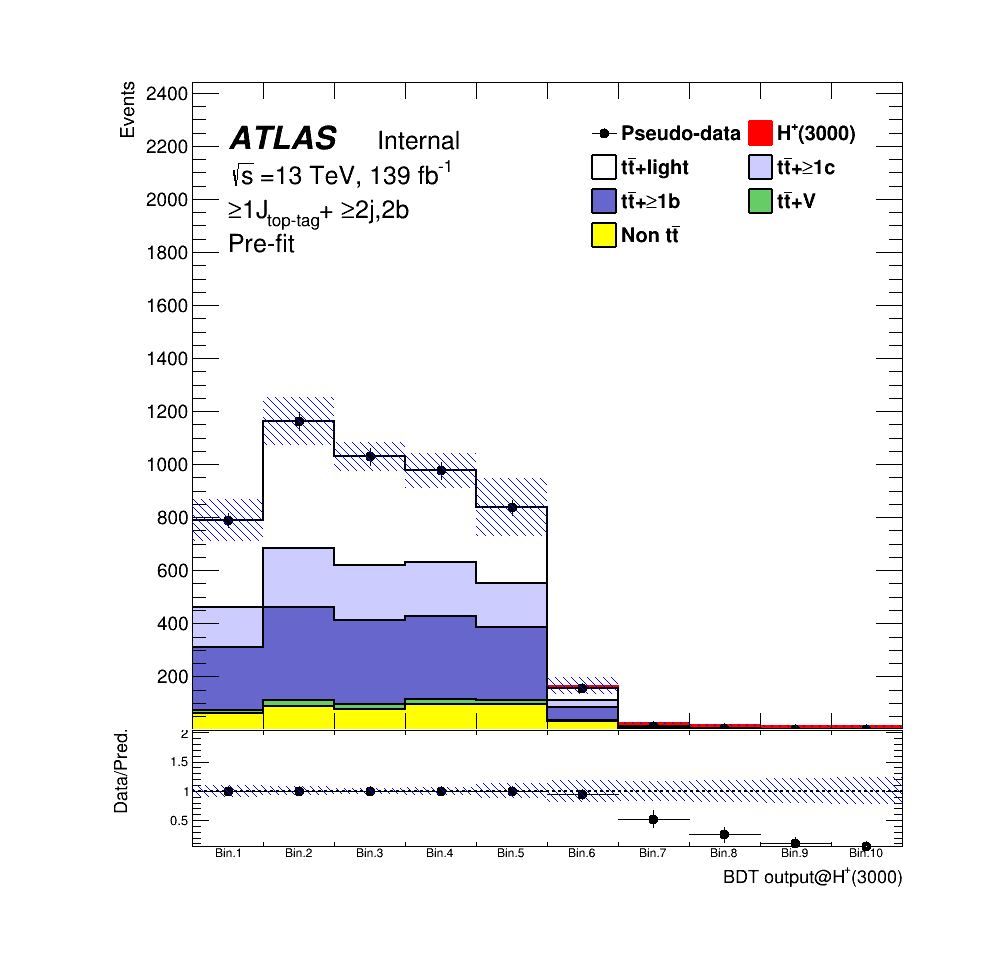 Events
2400
2200
2000
1800
1600
1400
1200
1000
800
600
400
200
ATLAS Internal
√s =13 TeV, 139 fb⁻¹
≥1J_top-tag + ≥2j,2b
Pre-fit
Pseudo-data H⁺(3000)
tt̄+light tt̄+≥1c
tt̄+≥1b tt̄+V
Non tt̄
Data/Pred.
2
1.5
1
0.5
Bin.1 Bin.2 Bin.3 Bin.4 Bin.5 Bin.6 Bin.7 Bin.8 Bin.9 Bin.10
BDT output@H⁺(3000)